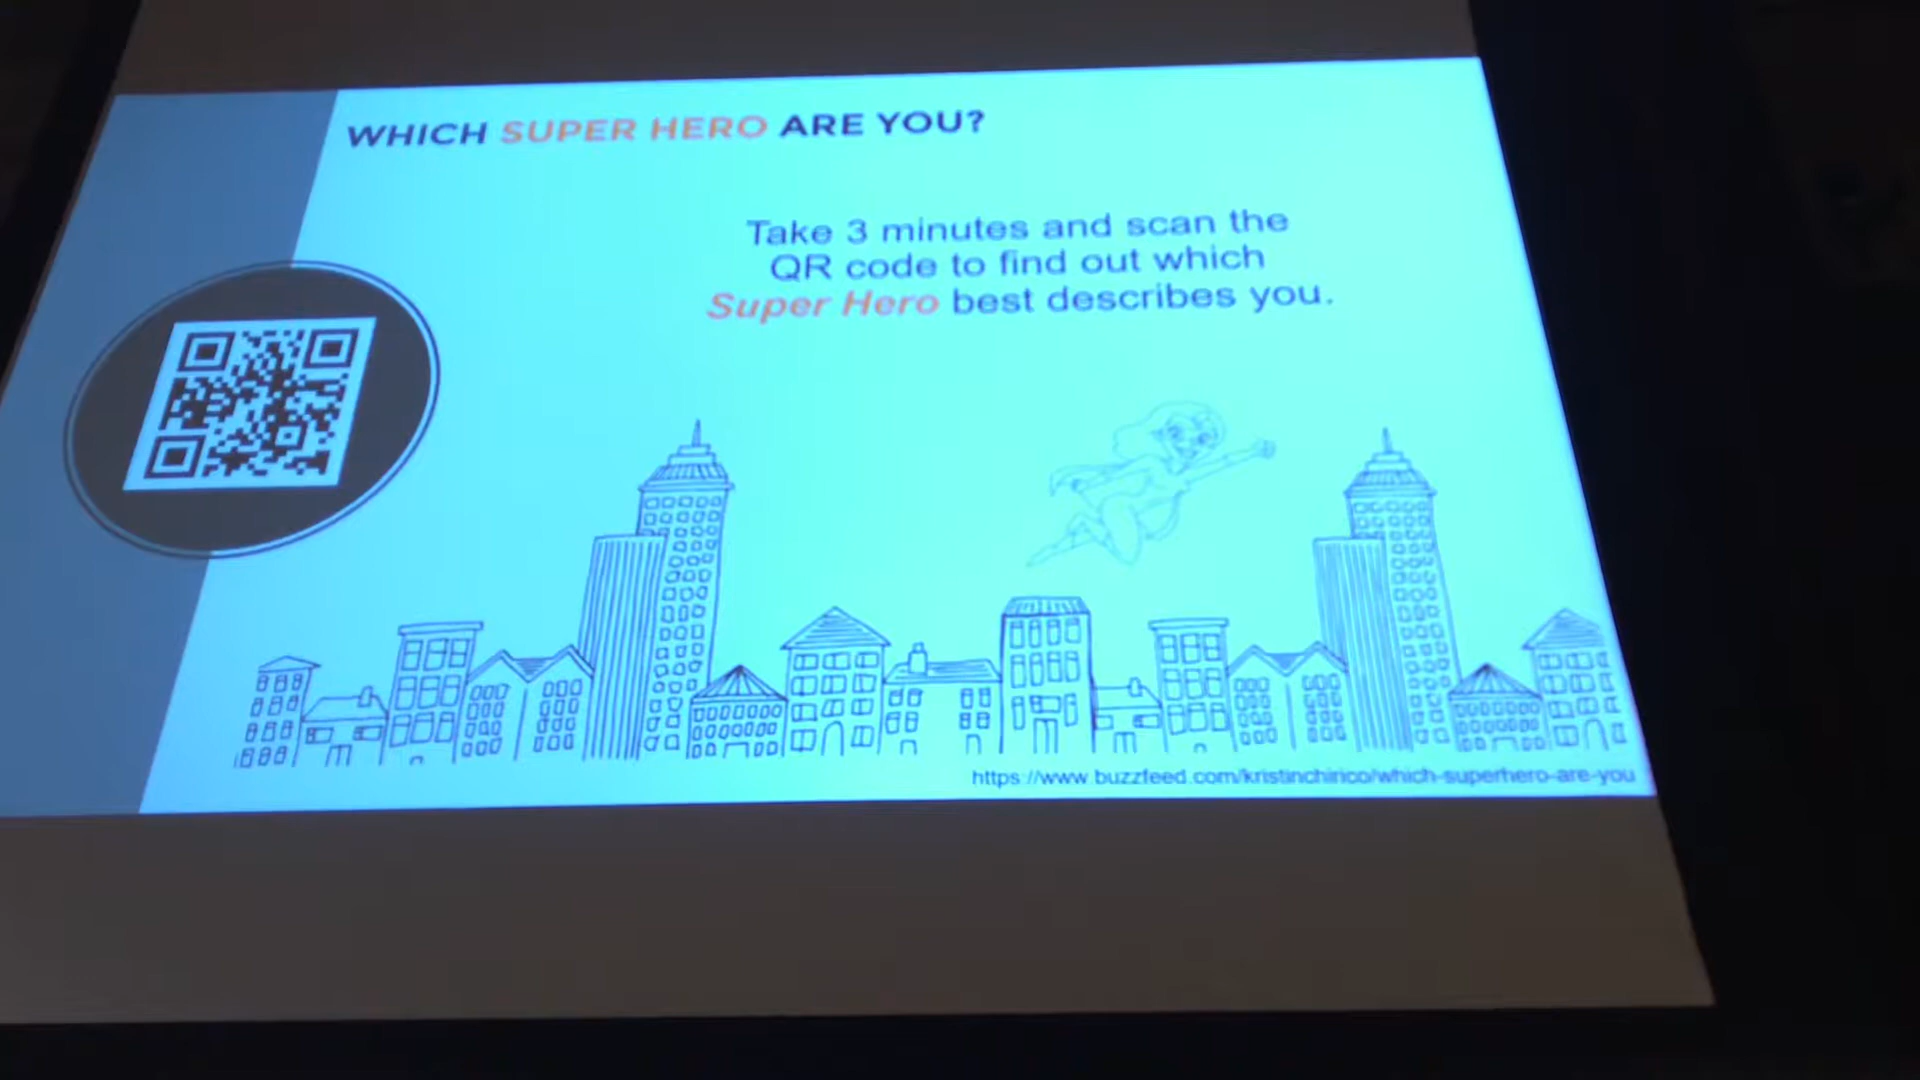 WHICH SUPER HERO ARE YOU?
Take 3 minutes and scan the
QR code to find out which
Super Hero best describes you.
https://www.buzzfeed.com/kristinchirico/which-superhero-are-you